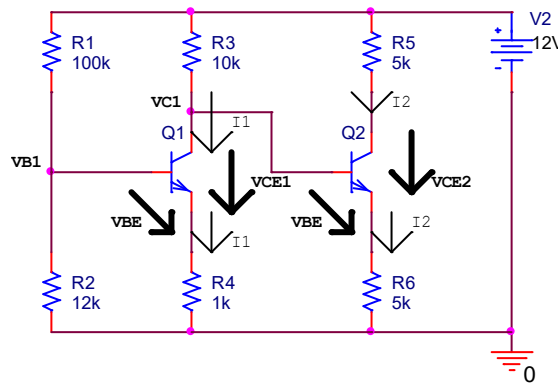 R1
100k
R3
10k
R5
5k
V2
12V
VC1
I1
I2
Q1
Q2
VB1
VCE1
VCE2
VBE
VBE
I1
I2
R2
12k
R4
1k
R6
5k
0